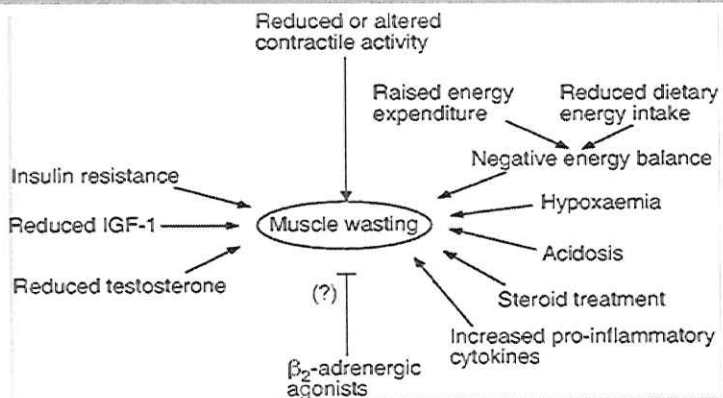 Reduced or altered
contractile activity
Raised energy
expenditure
Reduced dietary
energy intake
Negative energy balance
Insulin resistance
Hypoxaemia
Reduced IGF-1
Muscle wasting
Acidosis
Reduced testosterone
Steroid treatment
(?)
Increased pro-inflammatory
cytokines
β₂-adrenergic
agonists